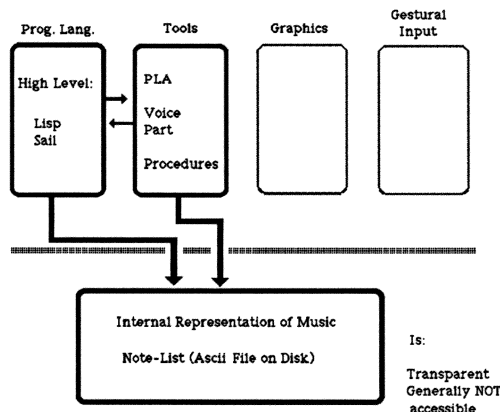 Prog. Lang.
Tools
Graphics
Gestural
Input
High Level:
Lisp
Sail
PLA
Voice
Part
Procedures
Internal Representation of Music
Note-List (Ascii File on Disk)
Is:
Transparent
Generally NOT
accessible